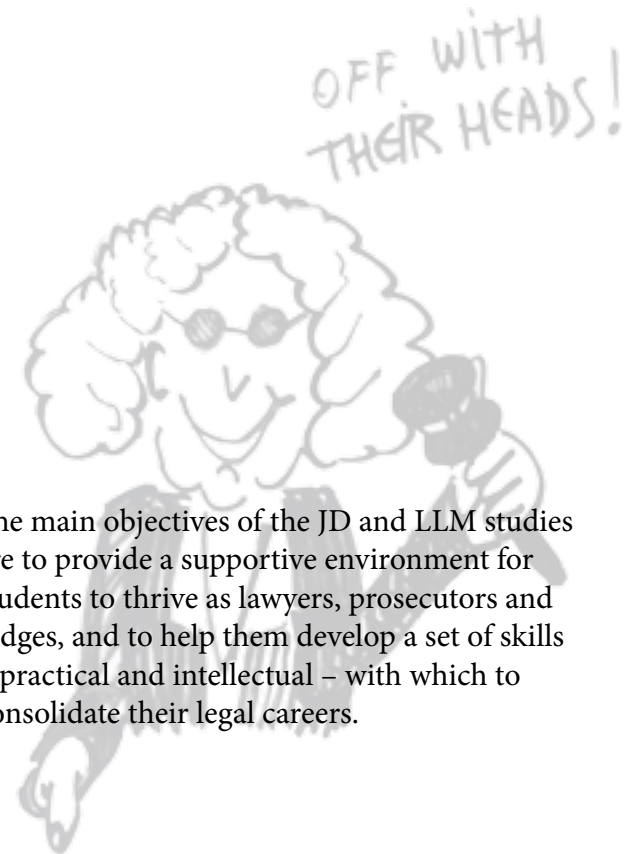 OFF WITH
THEIR HEADS!
he main objectives of the JD and LLM studies
re to provide a supportive environment for
udents to thrive as lawyers, prosecutors and
dges, and to help them develop a set of skills
practical and intellectual – with which to
onsolidate their legal careers.